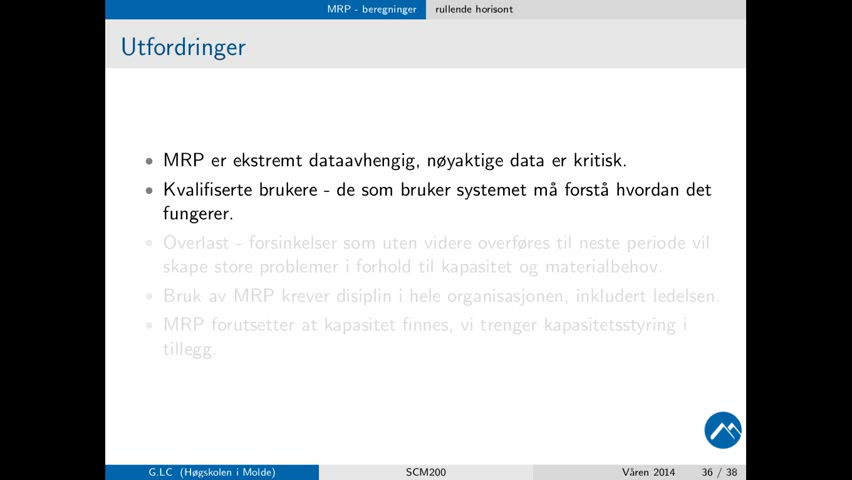 MRP - beregninger rullende horisont
Utfordringer
• MRP er ekstremt dataavhengig, nøyaktige data er kritisk.
• Kvalifiserte brukere - de som bruker systemet må forstå hvordan det
fungerer.
• Overlast - forsinkelser som uten videre overføres til neste periode vil
skape store problemer i forhold til kapasitet og materialbehov.
• Bruk av MRP krever disiplin i hele organisasjonen, inkludert ledelsen.
• MRP forutsetter at kapasitet finnes, vi trenger kapasitetsstyring i
tillegg.
G.LC (Høgskolen i Molde) SCM200 Våren 2014 36 / 38